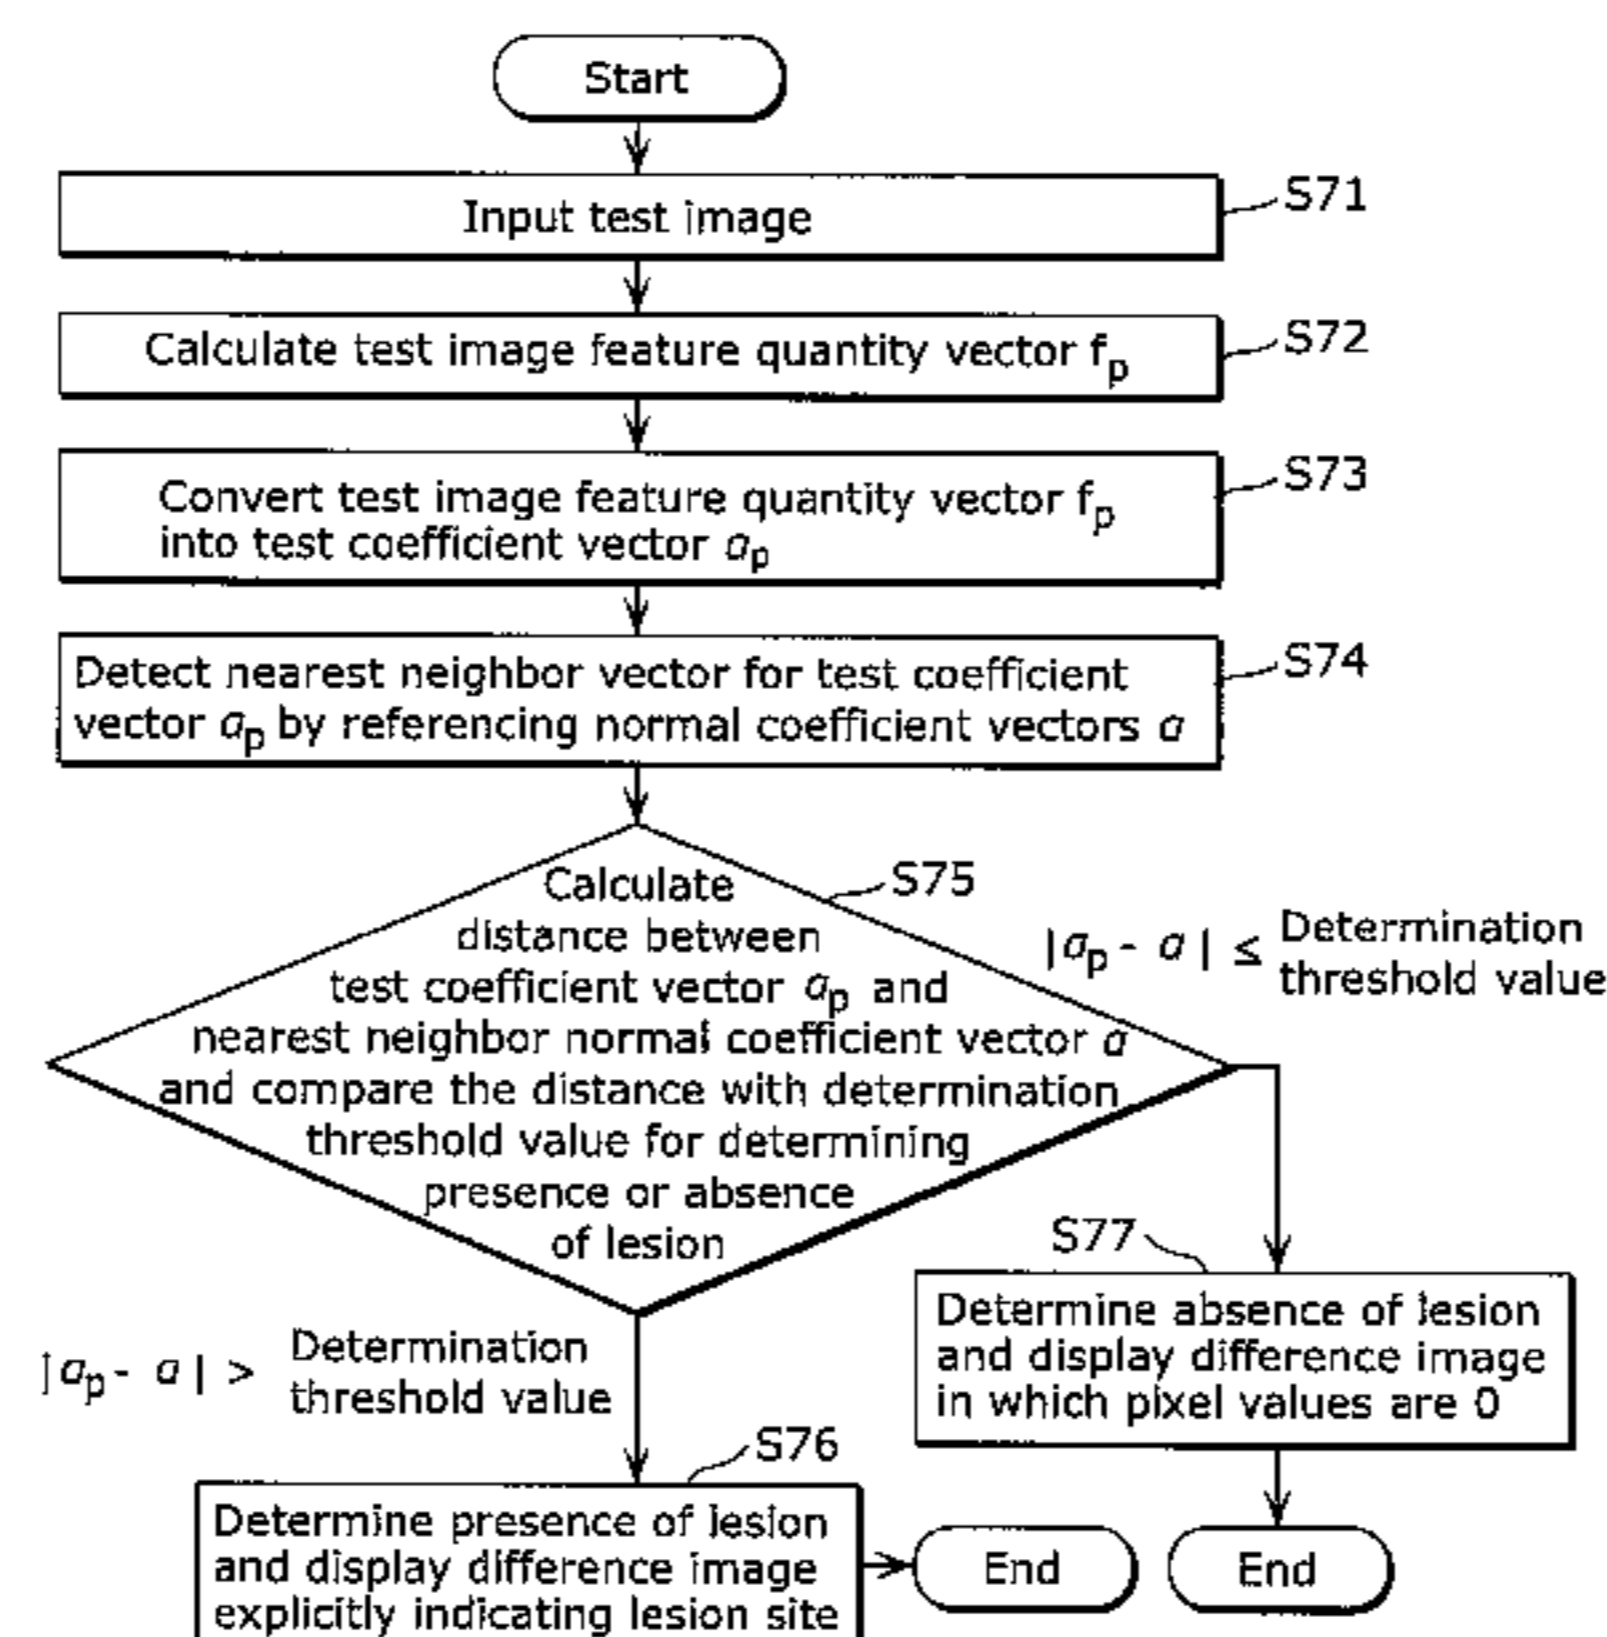 Start
Input test image
S71
Calculate test image feature quantity vector fp
S72
Convert test image feature quantity vector fp
into test coefficient vector ap
S73
Detect nearest neighbor vector for test coefficient
vector ap by referencing normal coefficient vectors a
S74
Calculate
distance between
test coefficient vector ap and
nearest neighbor normal coefficient vector a
and compare the distance with determination
threshold value for determining
presence or absence
of lesion
S75
|ap - a| ≤ Determination
threshold value
S77
Determine absence of lesion
and display difference image
in which pixel values are 0
|ap - a| > Determination
threshold value
S76
Determine presence of lesion
and display difference image
explicitly indicating lesion site
End
End